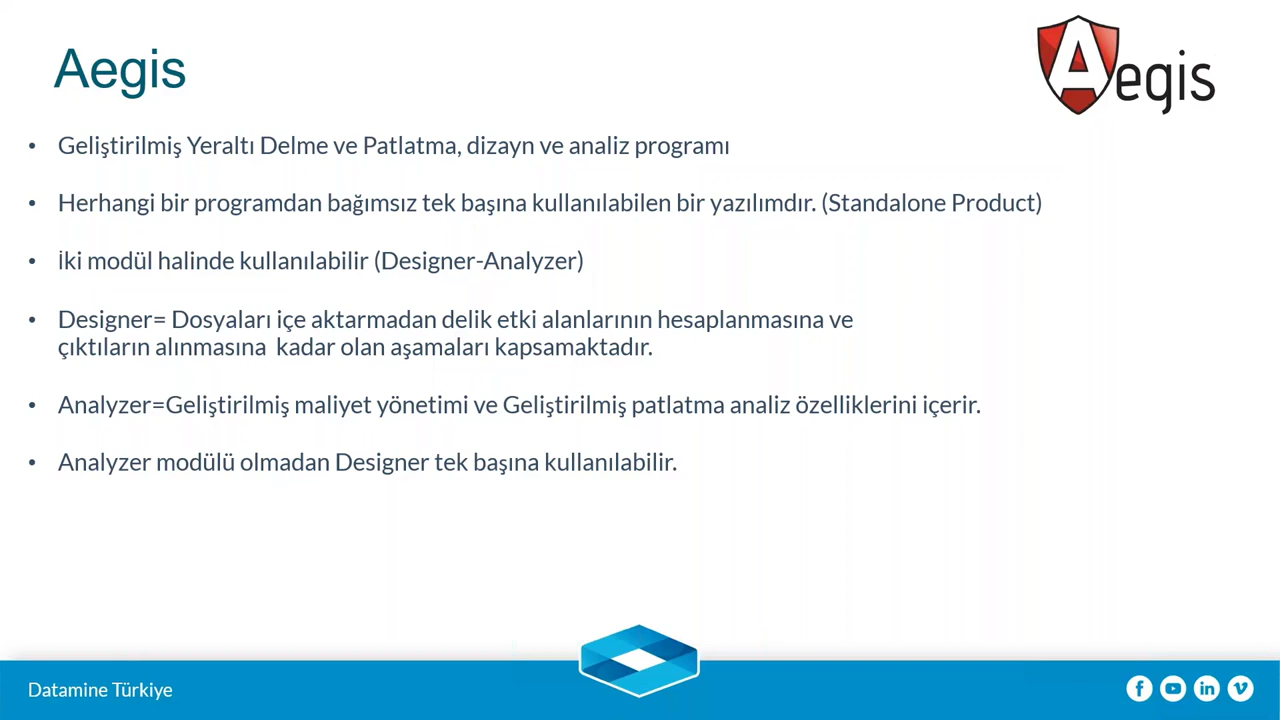 Aegis
Aegis
• Geliştirilmiş Yeraltı Delme ve Patlatma, dizayn ve analiz programı
• Herhangi bir programdan bağımsız tek başına kullanılabilen bir yazılımdır. (Standalone Product)
• İki modül halinde kullanılabilir (Designer-Analyzer)
• Designer= Dosyaları içe aktarmadan delik etki alanlarının hesaplanmasına ve
çıktıların alınmasına kadar olan aşamaları kapsamaktadır.
• Analyzer=Geliştirilmiş maliyet yönetimi ve Geliştirilmiş patlatma analiz özelliklerini içerir.
• Analyzer modülü olmadan Designer tek başına kullanılabilir.
Datamine Türkiye